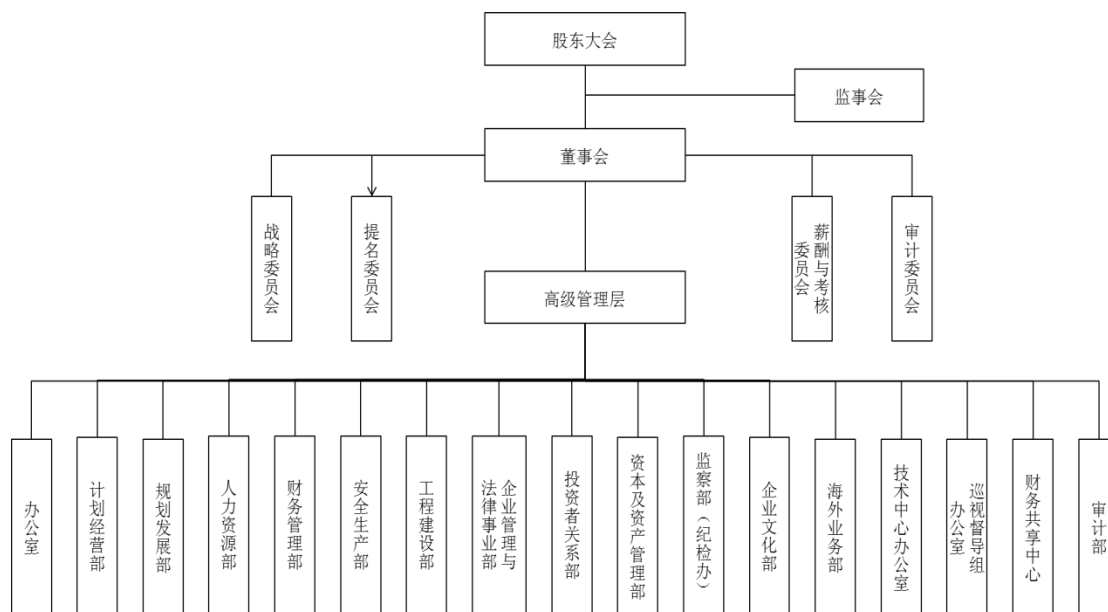 股东大会
监事会
董事会
战略委员会
提名委员会
薪酬与考核
委员会
审计委员会
高级管理层
办公室
计划经营部
规划发展部
人力资源部
财务管理部
安全生产部
工程建设部
企业管理与
法律事业部
投资者关系部
资本及资产管理部
监察部（纪检办）
企业文化部
海外业务部
技术中心办公室
巡视督导组
办公室
财务共享中心
审计部